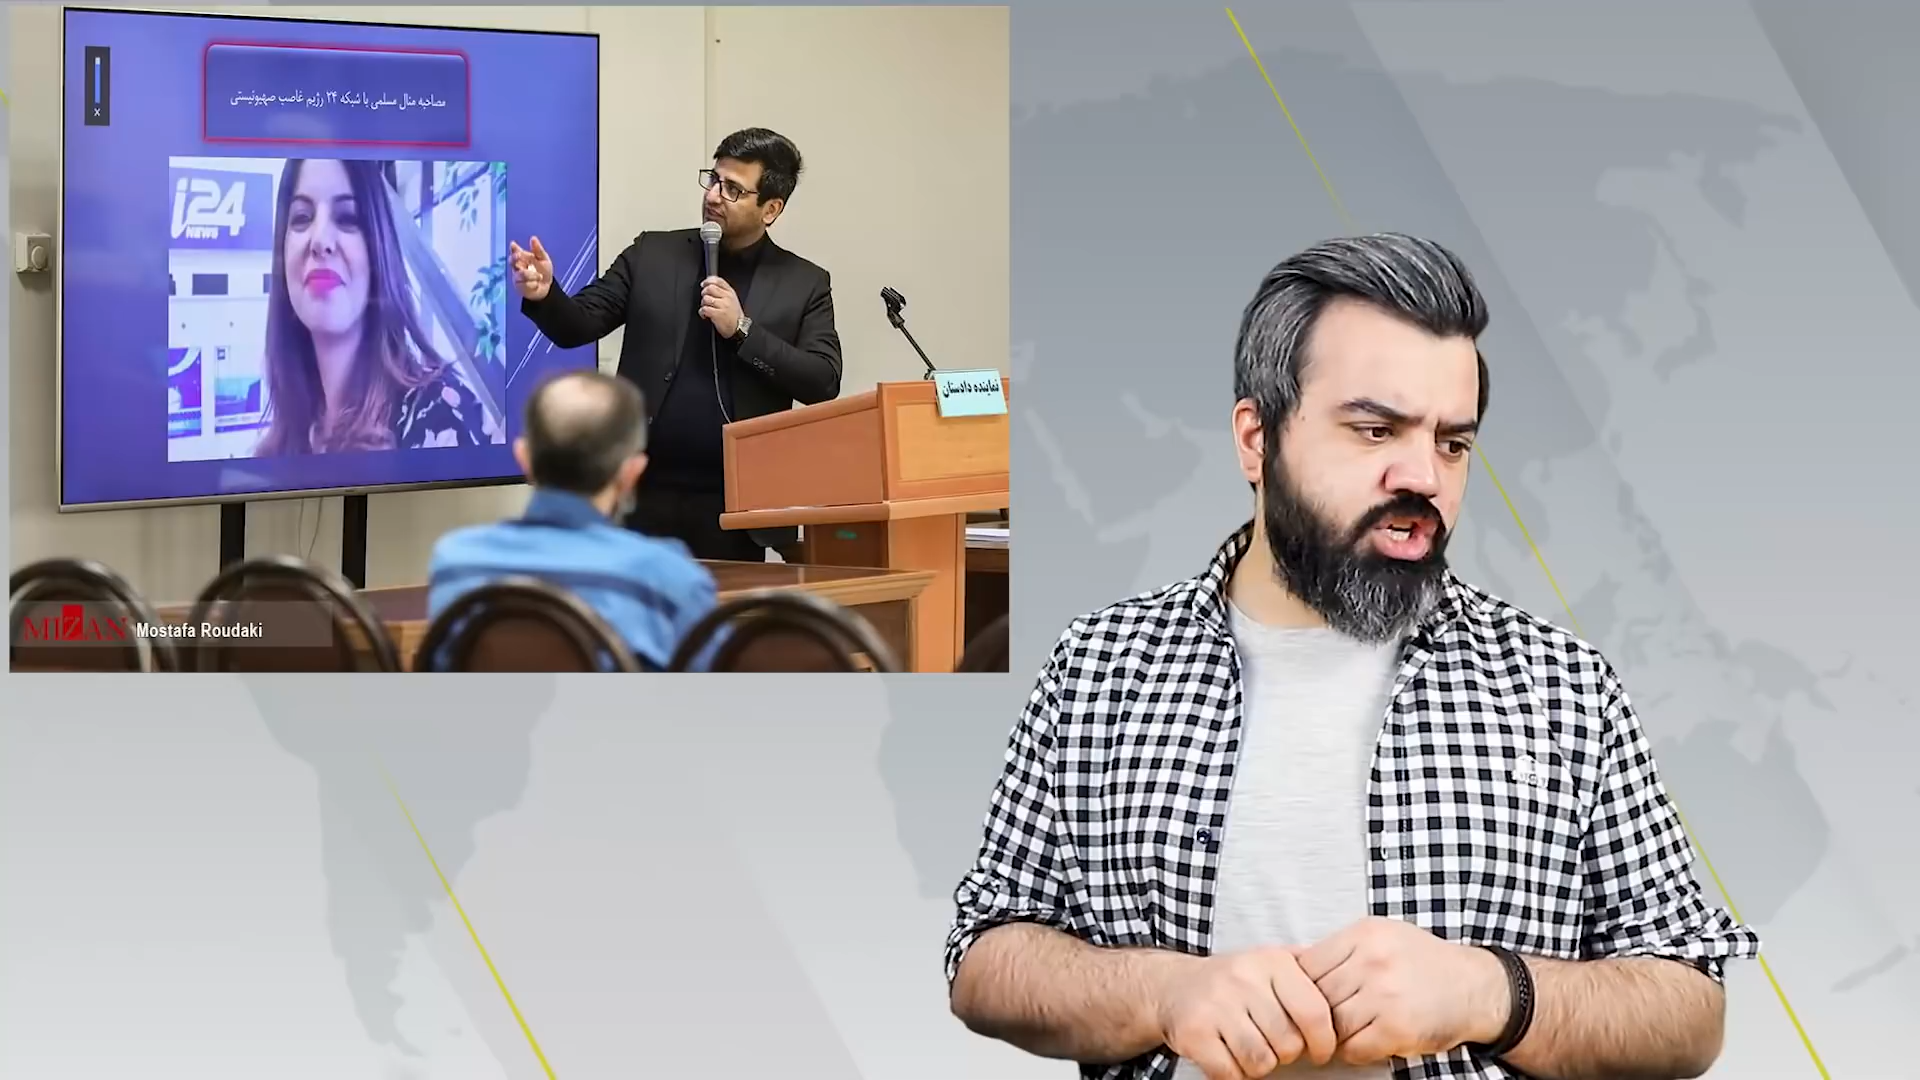 مصاحبه منال مسلمی با شبکه ۲۴ رژیم غاصب صهیونیستی
x
i24
NEWS
نماینده دادستان
MIZAN Mostafa Roudaki